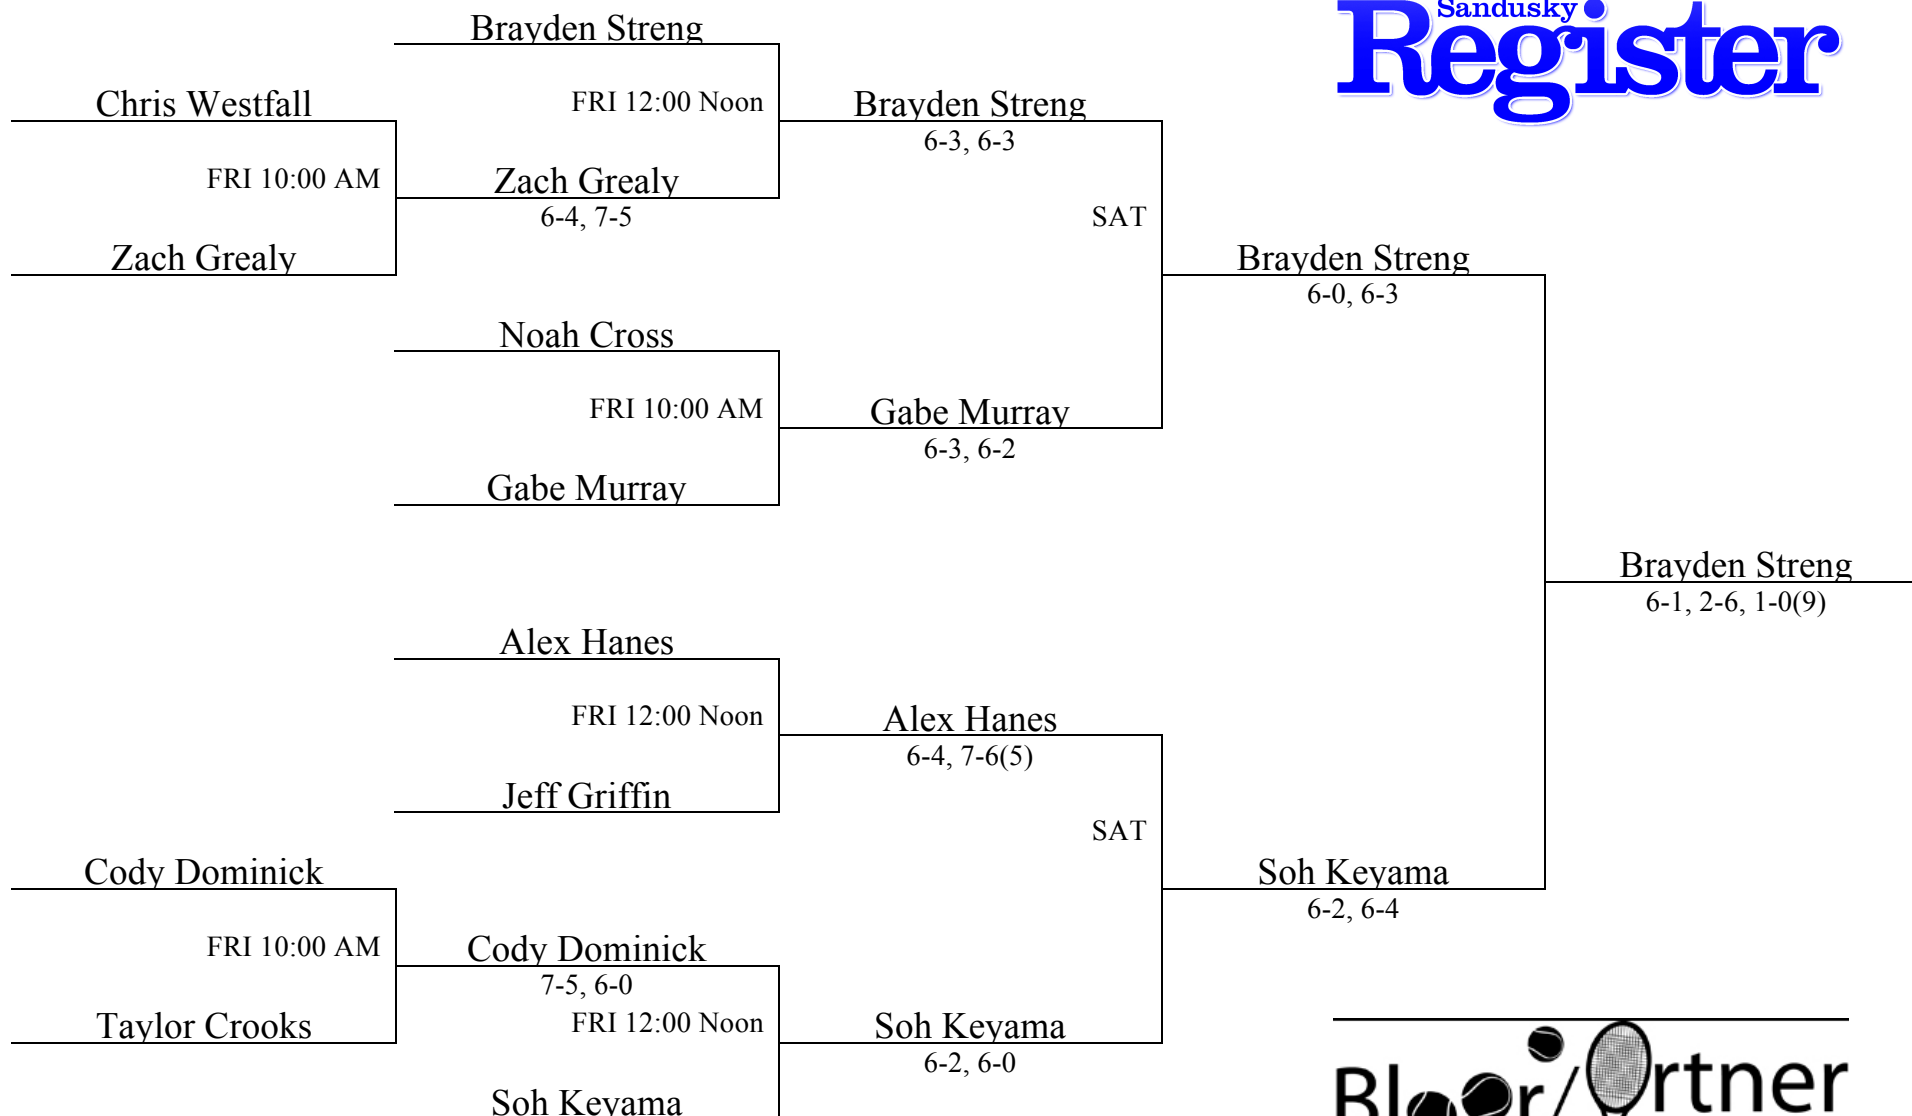 Sandusky
Register
Brayden Streng
Chris Westfall
FRI 12:00 Noon
Brayden Streng
6-3, 6-3
FRI 10:00 AM
Zach Grealy
6-4, 7-5
SAT
Zach Grealy
Brayden Streng
6-0, 6-3
Noah Cross
FRI 10:00 AM
Gabe Murray
6-3, 6-2
Gabe Murray
Brayden Streng
6-1, 2-6, 1-0(9)
Alex Hanes
FRI 12:00 Noon
Alex Hanes
6-4, 7-6(5)
Jeff Griffin
SAT
Cody Dominick
Soh Keyama
6-2, 6-4
FRI 10:00 AM
Cody Dominick
7-5, 6-0
Taylor Crooks
FRI 12:00 Noon
Soh Keyama
6-2, 6-0
Soh Keyama
Bloor/Ortner